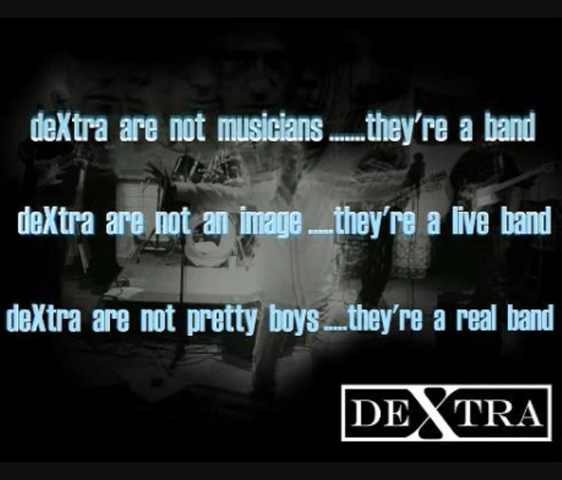 deXtra are not musicians.......they're a band
deXtra are not an image.....they're a live band
deXtra are not pretty boys.....they're a real band
DEXTRA